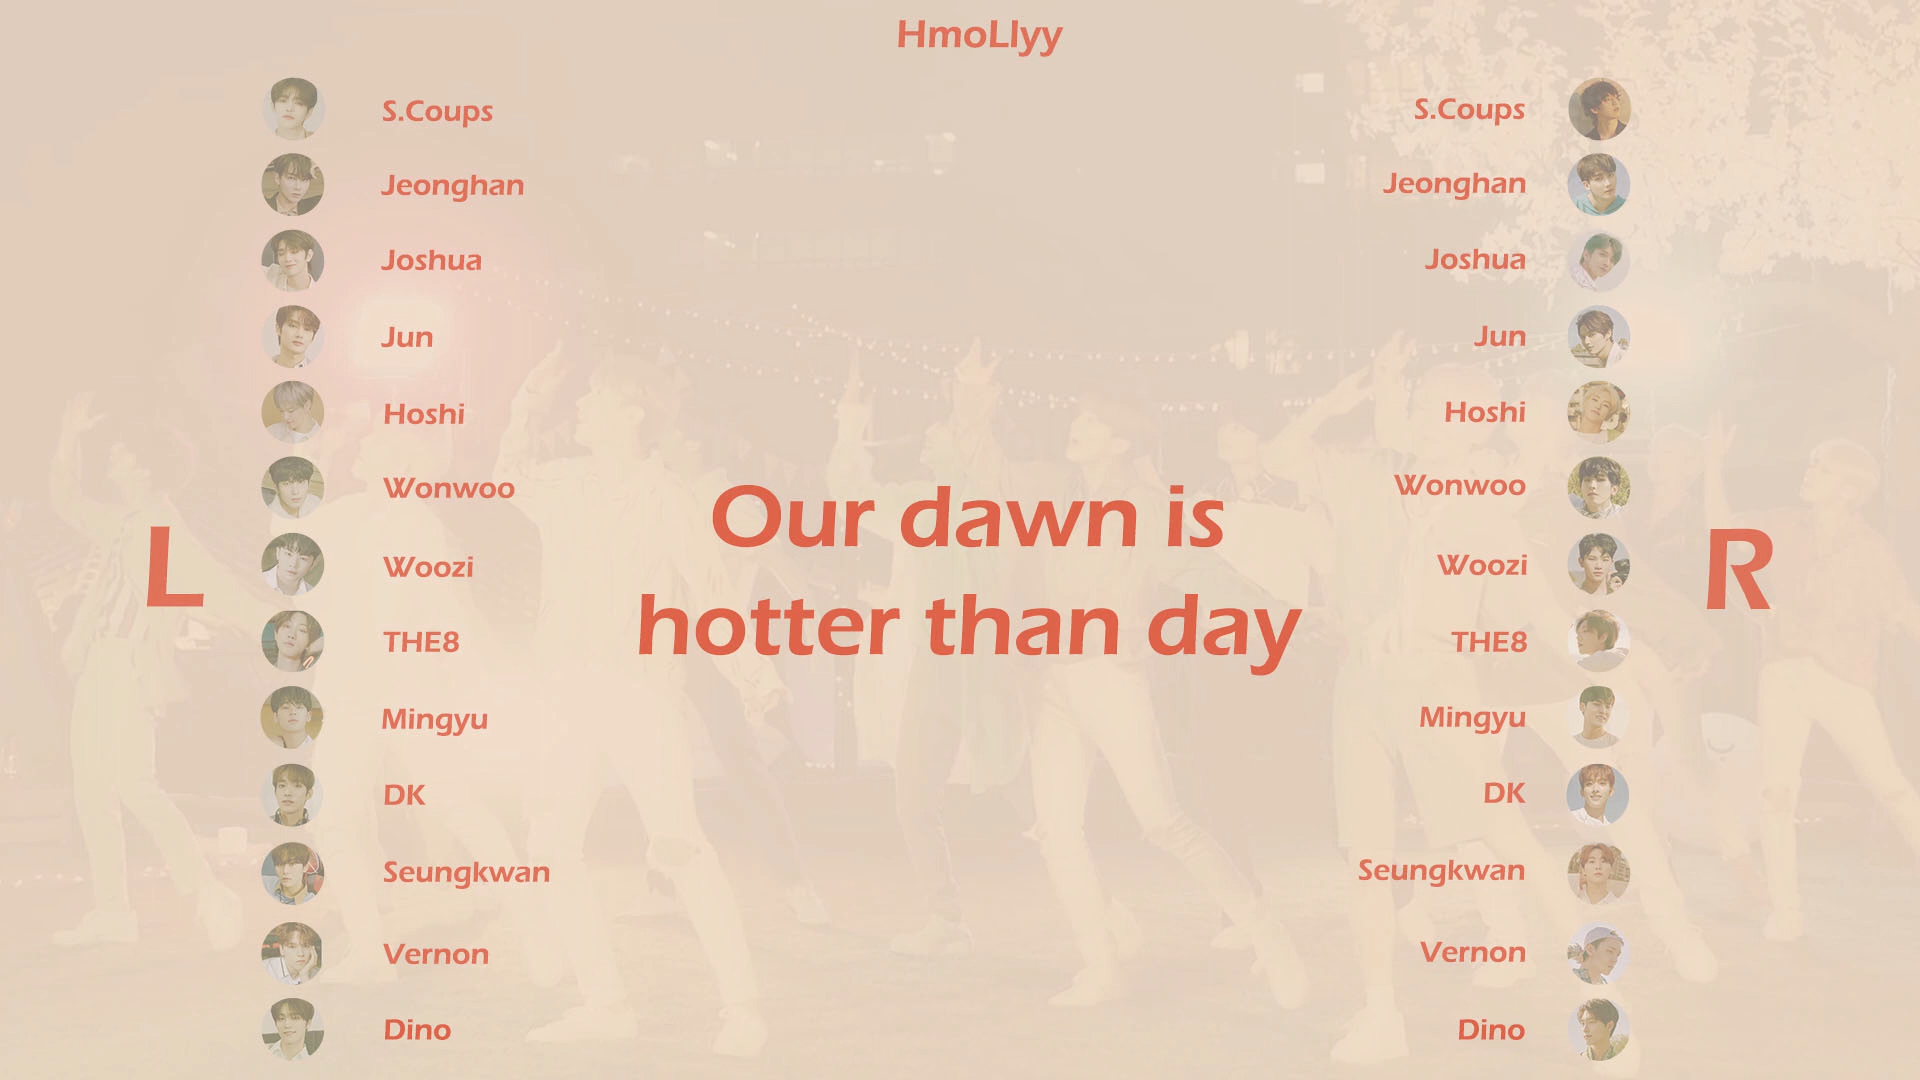 HmoLlyy
S.Coups
Jeonghan
Joshua
Jun
Hoshi
Wonwoo
Woozi
THE8
Mingyu
DK
Seungkwan
Vernon
Dino
L
Our dawn is
hotter than day
S.Coups
Jeonghan
Joshua
Jun
Hoshi
Wonwoo
Woozi
THE8
Mingyu
DK
Seungkwan
Vernon
Dino
R